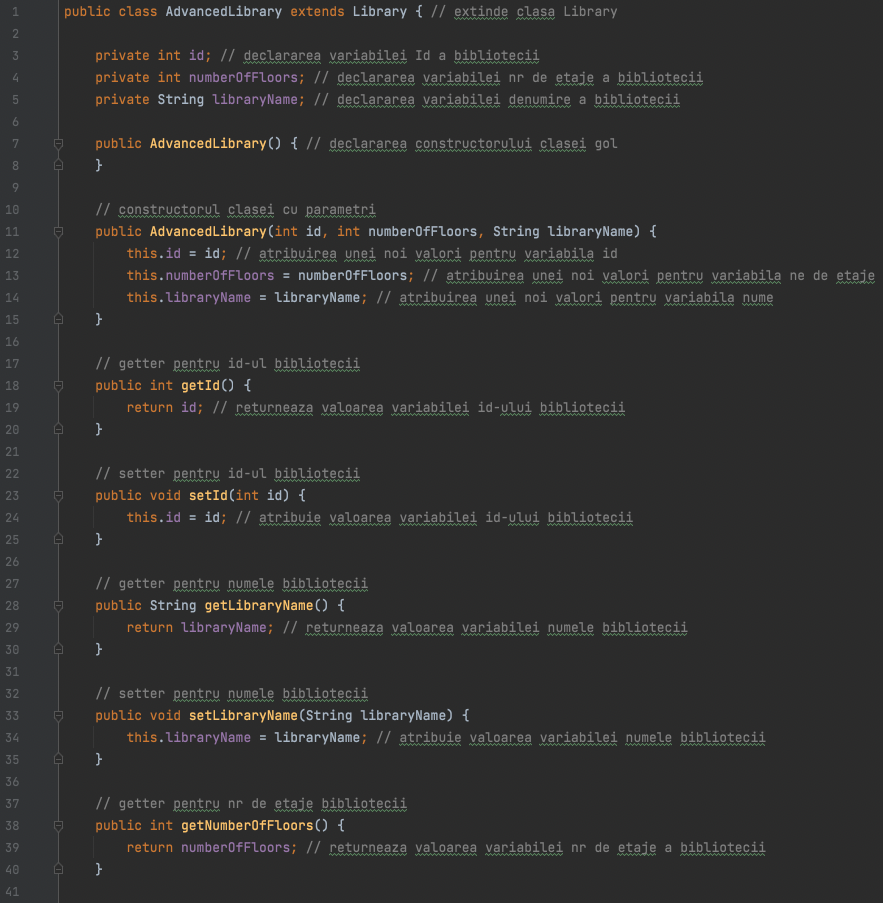 1 public class AdvancedLibrary extends Library { // extinde clasa Library
2
3 private int id; // declararea variabilei Id a bibliotecii
4 private int numberOfFloors; // declararea variabilei nr de etaje a bibliotecii
5 private String libraryName; // declararea variabilei denumire a bibliotecii
6
7 public AdvancedLibrary() { // declararea constructorului clasei gol
8 }
9
10 // constructorul clasei cu parametri
11 public AdvancedLibrary(int id, int numberOfFloors, String libraryName) {
12 this.id = id; // atribuirea unei noi valori pentru variabila id
13 this.numberOfFloors = numberOfFloors; // atribuirea unei noi valori pentru variabila ne de etaje
14 this.libraryName = libraryName; // atribuirea unei noi valori pentru variabila nume
15 }
16
17 // getter pentru id-ul bibliotecii
18 public int getId() {
19 return id; // returneaza valoarea variabilei id-ului bibliotecii
20 }
21
22 // setter pentru id-ul bibliotecii
23 public void setId(int id) {
24 this.id = id; // atribuie valoarea variabilei id-ului bibliotecii
25 }
26
27 // getter pentru numele bibliotecii
28 public String getLibraryName() {
29 return libraryName; // returneaza valoarea variabilei numele bibliotecii
30 }
31
32 // setter pentru numele bibliotecii
33 public void setLibraryName(String libraryName) {
34 this.libraryName = libraryName; // atribuie valoarea variabilei numele bibliotecii
35 }
36
37 // getter pentru nr de etaje bibliotecii
38 public int getNumberOfFloors() {
39 return numberOfFloors; // returneaza valoarea variabilei nr de etaje a bibliotecii
40 }
41